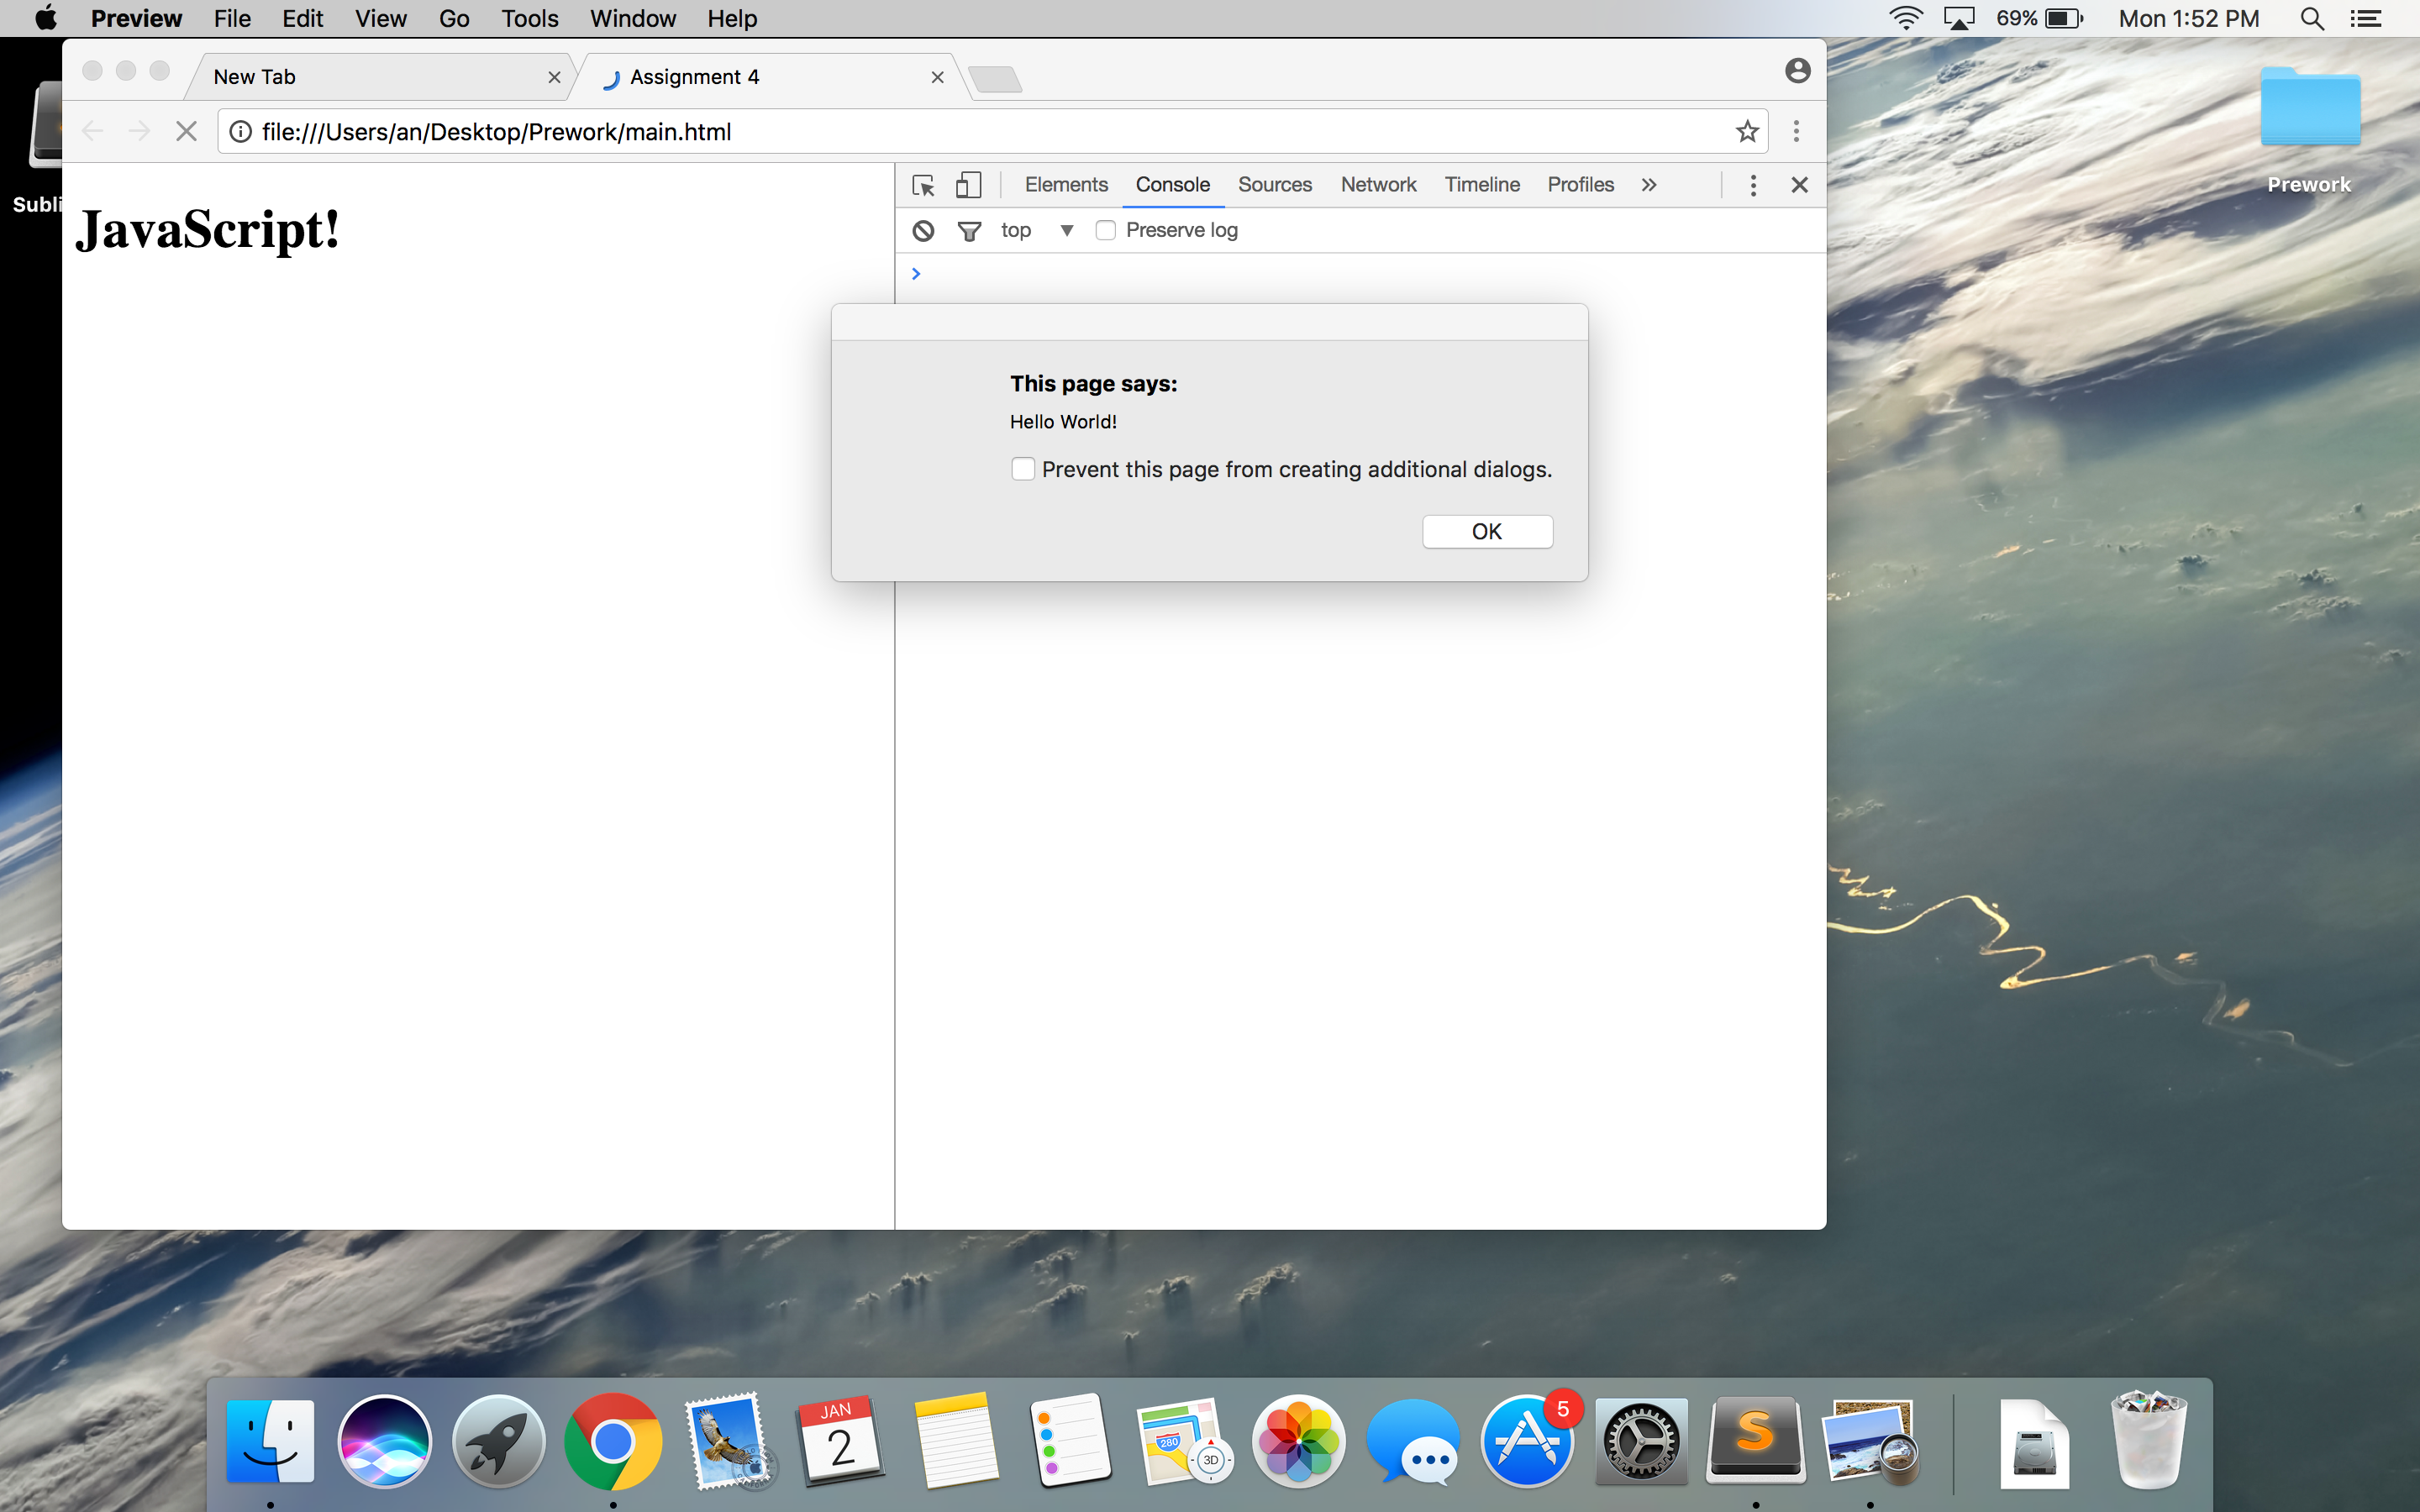 Preview File Edit View Go Tools Window Help 69% Mon 1:52 PM
New Tab Assignment 4
file:///Users/an/Desktop/Prework/main.html
Subli
Prework
JavaScript!
Elements Console Sources Network Timeline Profiles »
top Preserve log
This page says:
Hello World!
Prevent this page from creating additional dialogs.
OK
JAN
2
280
3D
5
S